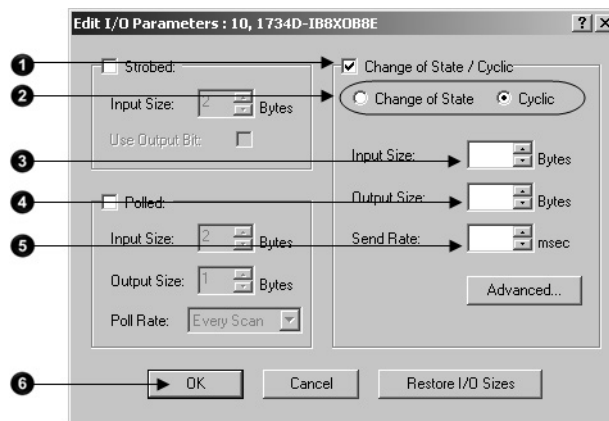 Edit I/O Parameters : 10, 1734D-IB8XOB8E
? X
1
Strobed:
Input Size: 2 Bytes
Use Output Bit:
Change of State / Cyclic
2
Change of State Cyclic
3
Input Size: Bytes
4
Polled:
Output Size: Bytes
5
Input Size: 2 Bytes
Send Rate: msec
Output Size: 1 Bytes
Advanced...
Poll Rate: Every Scan
6
OK Cancel Restore I/O Sizes